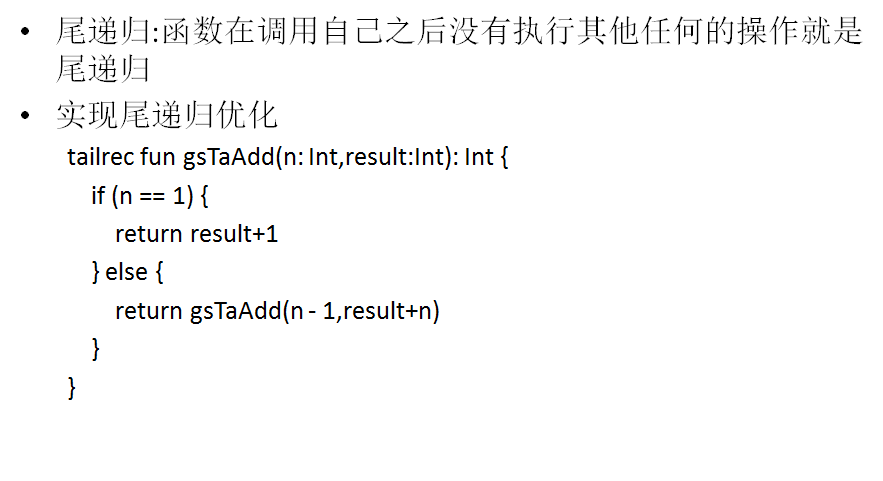 • 尾递归:函数在调用自己之后没有执行其他任何的操作就是
尾递归
• 实现尾递归优化
tailrec fun gsTaAdd(n: Int,result:Int): Int {
if (n == 1) {
return result+1
} else {
return gsTaAdd(n - 1,result+n)
}
}